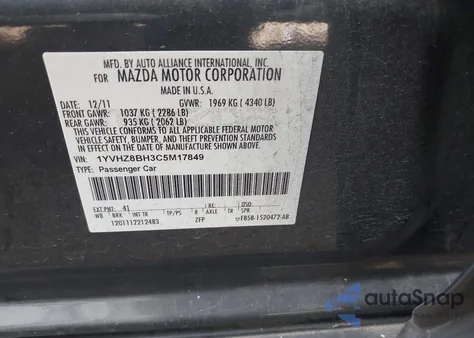 MFD. BY AUTO ALLIANCE INTERNATIONAL, INC.
FOR MAZDA MOTOR CORPORATION
MADE IN U.S.A.
12/11 GVWR: 1969 KG ( 4340 LB)
FRONT GAWR: 1037 KG ( 2286 LB)
REAR GAWR: 935 KG ( 2062 LB)
THIS VEHICLE CONFORMS TO ALL APPLICABLE FEDERAL MOTOR
VEHICLE SAFETY, BUMPER, AND THEFT PREVENTION STANDARDS
IN EFFECT ON THE DATE OF MANUFACTURE SHOWN ABOVE.
VIN: 1YVHZ8BH3C5M17849
TYPE: Passenger Car
EXT PNT: 41 RC: DSO:
WB BRK INT TR TP/PS R AXLE TR SPR
1201112212483 ZFP F85B-1520472-AB
autoSnap